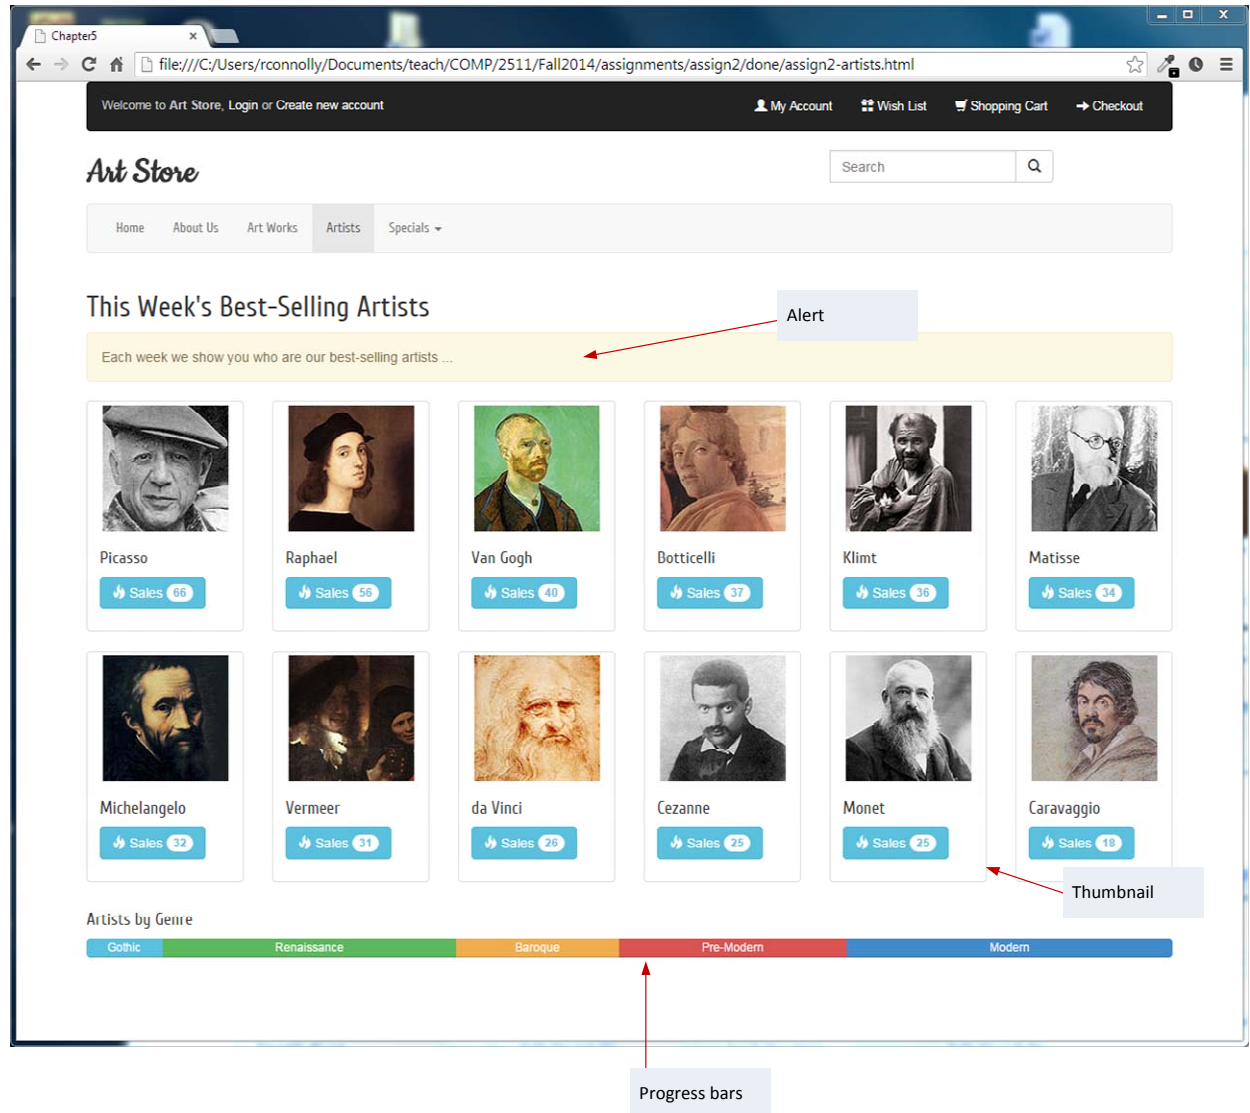 Chapter5
file:///C:/Users/rconnolly/Documents/teach/COMP/2511/Fall2014/assignments/assign2/done/assign2-artists.html
Welcome to Art Store, Login or Create new account My Account Wish List Shopping Cart Checkout
Art Store Search
Home About Us Art Works Artists Specials
This Week's Best-Selling Artists
Alert
Each week we show you who are our best-selling artists ...
Picasso Raphael Van Gogh Botticelli Klimt Matisse
Sales 66 Sales 56 Sales 40 Sales 37 Sales 36 Sales 34
Michelangelo Vermeer da Vinci Cezanne Monet Caravaggio
Sales 32 Sales 31 Sales 26 Sales 25 Sales 25 Sales 18
Thumbnail
Artists by Genre
Gothic Renaissance Baroque Pre-Modern Modern
Progress bars